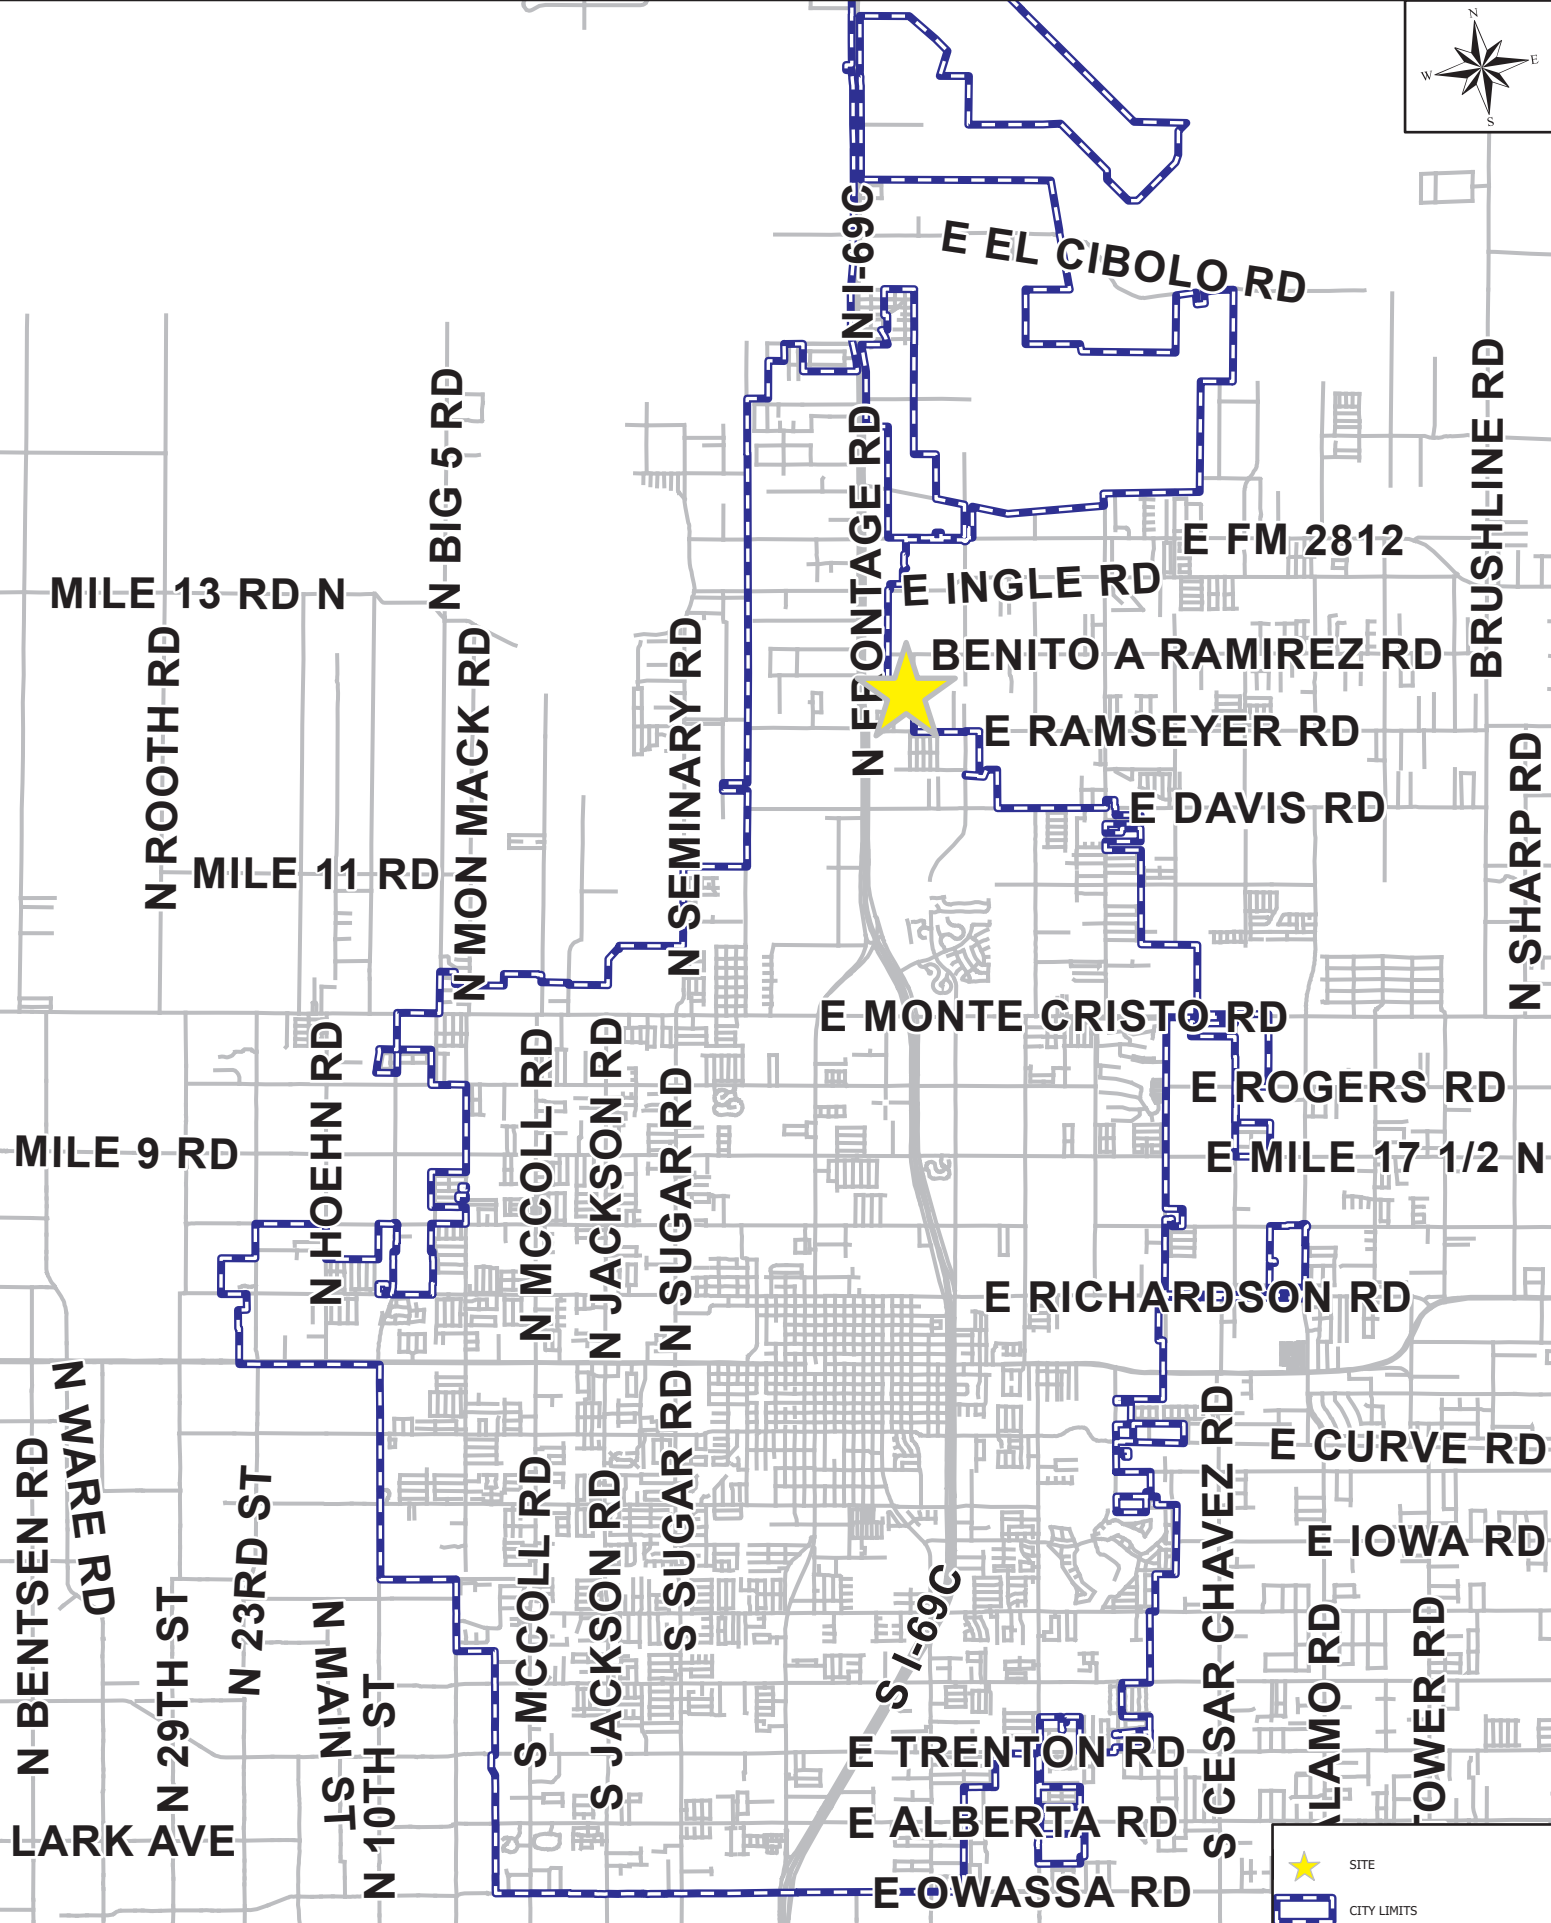 N
W E
S
N I-69C
E EL CIBOLO RD
N BIG 5 RD
BRUSHLINE RD
N FRONTAGE RD
E FM 2812
MILE 13 RD N
E INGLE RD
N ROOTH RD
N MON MACK RD
N SEMINARY RD
BENITO A RAMIREZ RD
E RAMSEYER RD
N SHARP RD
E DAVIS RD
MILE 11 RD
E MONTE CRISTO RD
N HOEHN RD
N MCCOLL RD
N JACKSON RD
N SUGAR RD
E ROGERS RD
MILE 9 RD
E MILE 17 1/2 N
E RICHARDSON RD
N WARE RD
S SUGAR RD
S CESAR CHAVEZ RD
E CURVE RD
N BENTSEN RD
N 23RD ST
S MCCOLL RD
S JACKSON RD
E IOWA RD
S I-69C
N 29TH ST
N MAIN ST
N 10TH ST
ALAMO RD
TOWER RD
E TRENTON RD
E ALBERTA RD
LARK AVE
E OWASSA RD
SITE
CITY LIMITS